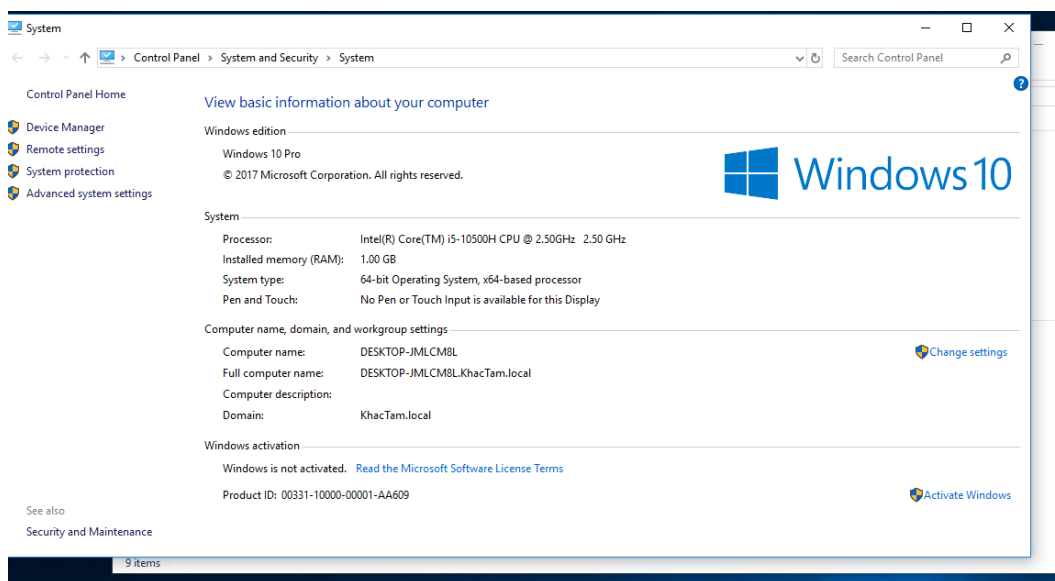 System
Control Panel > System and Security > System
Search Control Panel
Control Panel Home
Device Manager
Remote settings
System protection
Advanced system settings
See also
Security and Maintenance
?
View basic information about your computer
Windows edition
Windows 10 Pro
© 2017 Microsoft Corporation. All rights reserved.
Windows 10
System
Processor: Intel(R) Core(TM) i5-10500H CPU @ 2.50GHz 2.50 GHz
Installed memory (RAM): 1.00 GB
System type: 64-bit Operating System, x64-based processor
Pen and Touch: No Pen or Touch Input is available for this Display
Computer name, domain, and workgroup settings
Computer name: DESKTOP-JMLCM8L
Change settings
Full computer name: DESKTOP-JMLCM8L.KhacTam.local
Computer description:
Domain: KhacTam.local
Windows activation
Windows is not activated. Read the Microsoft Software License Terms
Product ID: 00331-10000-00001-AA609
Activate Windows
9 items